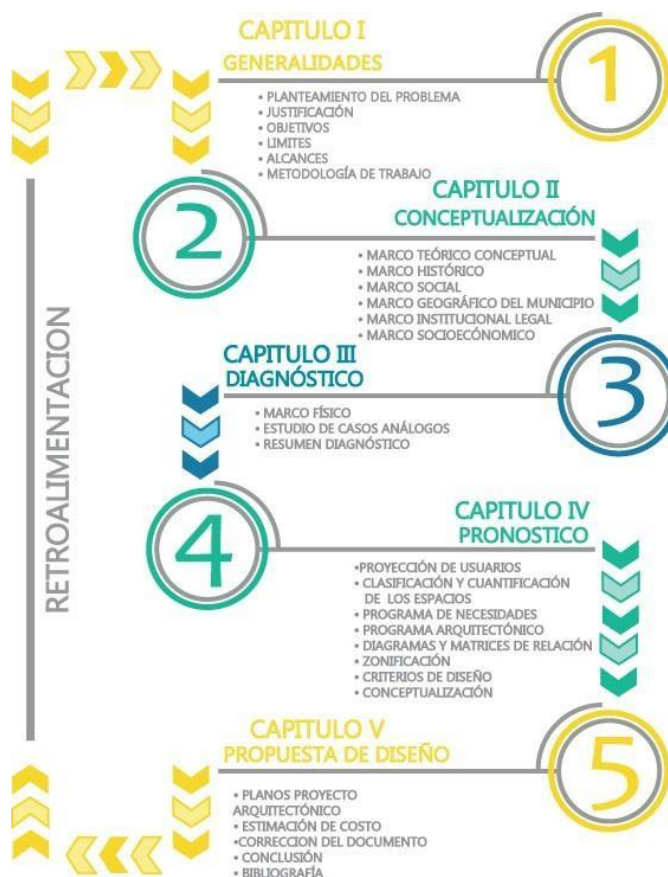 CAPITULO I
GENERALIDADES
1
• PLANTEAMIENTO DEL PROBLEMA
• JUSTIFICACIÓN
• OBJETIVOS
• LIMITES
• ALCANCES
• METODOLOGÍA DE TRABAJO
2
CAPITULO II
CONCEPTUALIZACIÓN
• MARCO TEÓRICO CONCEPTUAL
• MARCO HISTÓRICO
• MARCO SOCIAL
• MARCO GEOGRÁFICO DEL MUNICIPIO
• MARCO INSTITUCIONAL LEGAL
• MARCO SOCIOECÓNOMICO
CAPITULO III
DIAGNÓSTICO
3
• MARCO FÍSICO
• ESTUDIO DE CASOS ANÁLOGOS
• RESUMEN DIAGNÓSTICO
RETROALIMENTACION
4
CAPITULO IV
PRONOSTICO
•PROYECCIÓN DE USUARIOS
• CLASIFICACIÓN Y CUANTIFICACIÓN
DE LOS ESPACIOS
• PROGRAMA DE NECESIDADES
• PROGRAMA ARQUITECTÓNICO
• DIAGRAMAS Y MATRICES DE RELACIÓN
• ZONIFICACIÓN
• CRITERIOS DE DISEÑO
• CONCEPTUALIZACIÓN
CAPITULO V
PROPUESTA DE DISEÑO
5
• PLANOS PROYECTO
ARQUITECTÓNICO
• ESTIMACIÓN DE COSTO
•CORRECCION DEL DOCUMENTO
• CONCLUSIÓN
• BIBLIOGRAFÍA